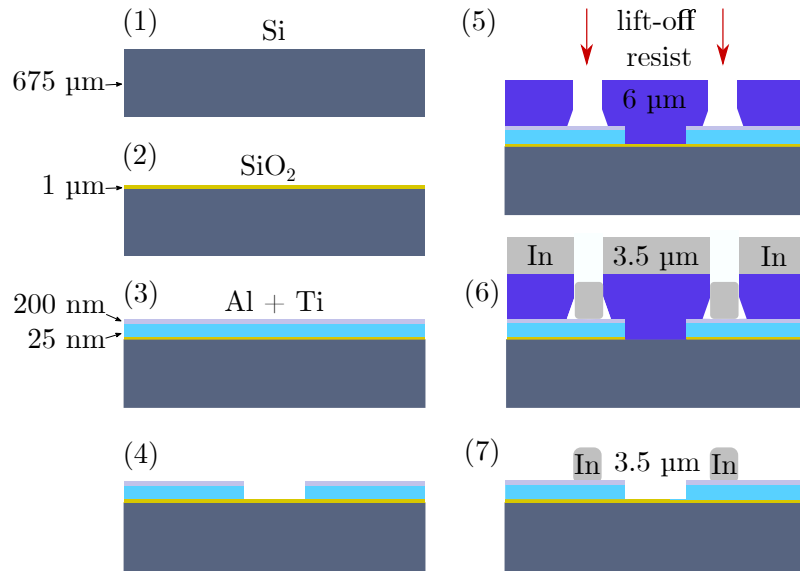 (1)
Si
675 µm
(2)
SiO₂
1 µm
(3)
Al + Ti
200 nm
25 nm
(4)
(5)
lift-off
resist
6 µm
In
3.5 µm
In
(6)
(7)
In
3.5 µm
In